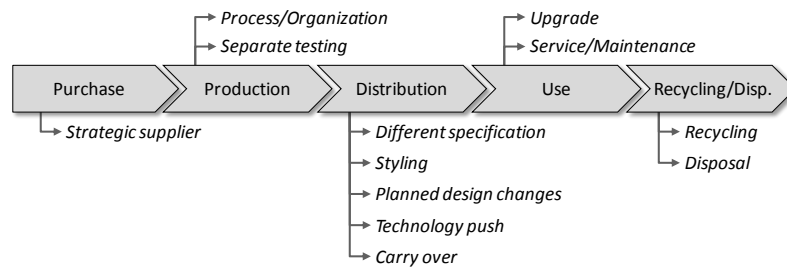 Process/Organization
Separate testing
Upgrade
Service/Maintenance
Purchase
Production
Distribution
Use
Recycling/Disp.
Strategic supplier
Different specification
Styling
Planned design changes
Technology push
Carry over
Recycling
Disposal